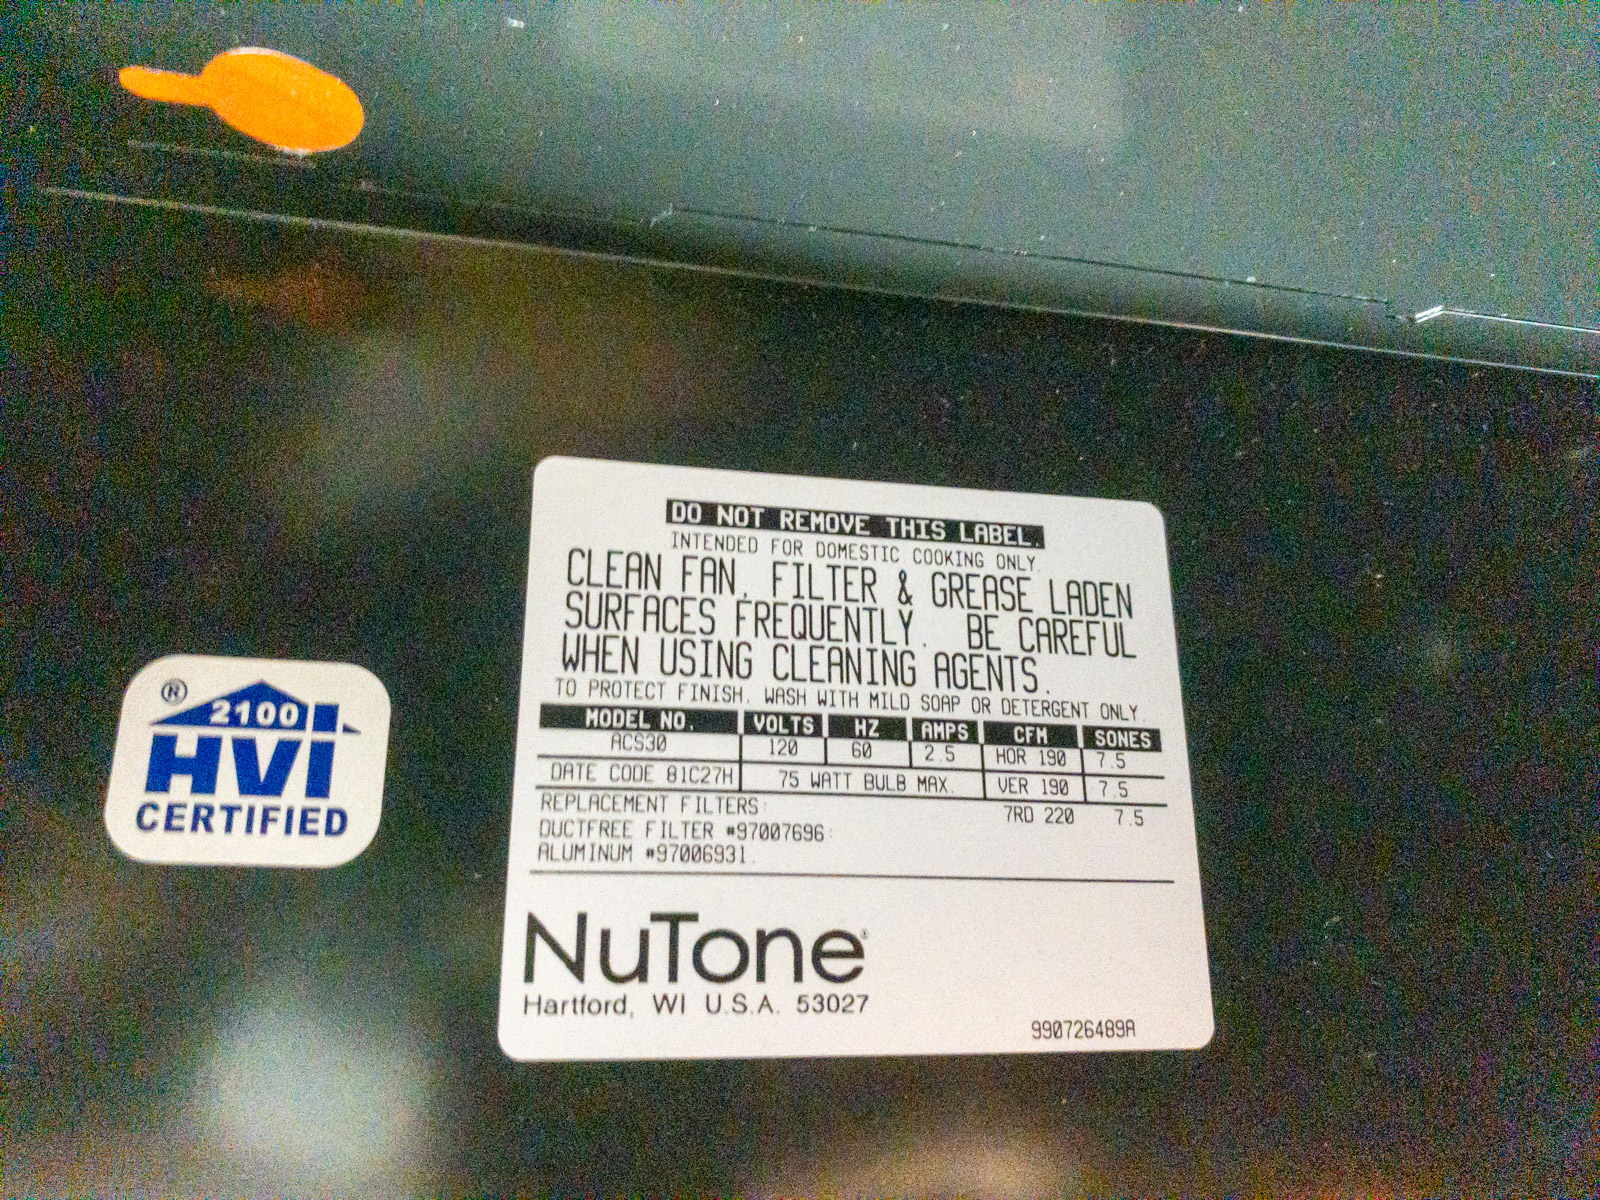 DO NOT REMOVE THIS LABEL.
INTENDED FOR DOMESTIC COOKING ONLY.
CLEAN FAN, FILTER & GREASE LADEN
SURFACES FREQUENTLY. BE CAREFUL
WHEN USING CLEANING AGENTS.
TO PROTECT FINISH, WASH WITH MILD SOAP OR DETERGENT ONLY.
MODEL NO. VOLTS HZ AMPS CFM SONES
ACS30 120 60 2.5 HOR 190 7.5
DATE CODE 81C27H 75 WATT BULB MAX. VER 190 7.5
REPLACEMENT FILTERS: 7RD 220 7.5
DUCTFREE FILTER #97007696:
ALUMINUM #97006931.
NuTone®
Hartford, WI U.S.A. 53027
990726489A
®
2100
HVI
CERTIFIED